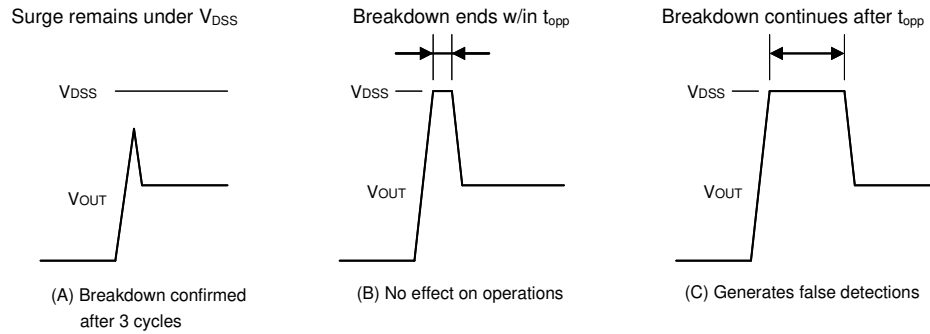 Surge remains under VDSS
Breakdown ends w/in topp
Breakdown continues after topp
VDSS
VOUT
VDSS
VOUT
VDSS
VOUT
(A) Breakdown confirmed
after 3 cycles
(B) No effect on operations
(C) Generates false detections